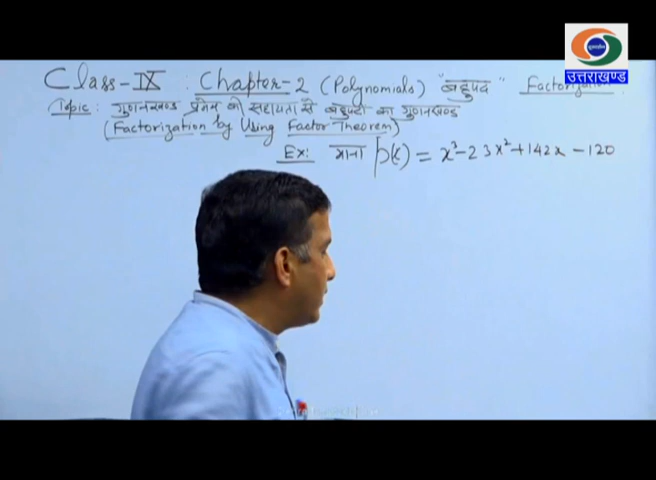 उत्तराखण्ड
Class-IX : Chapter-2 (Polynomials) "बहुपद" Factorization.
Topic: गुणनखण्ड प्रमेय की सहायता से बहुपदों का गुणनखण्ड
(Factorization by Using Factor Theorem)
Ex: माना p(x) = x³-23x²+142x-120